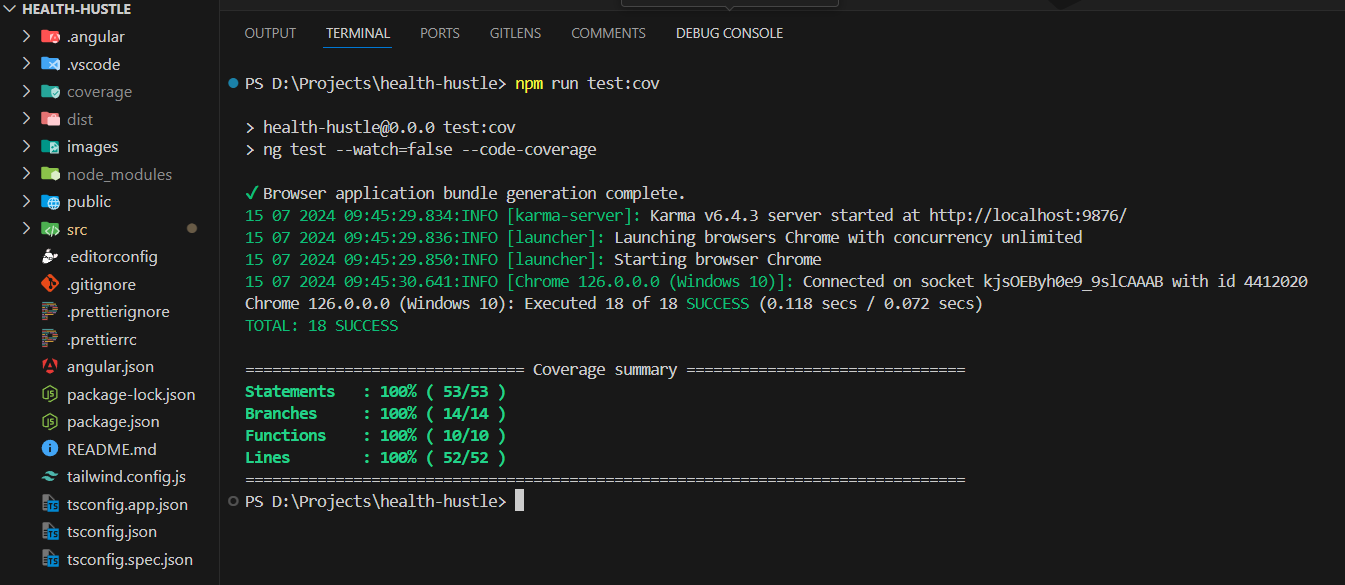 HEALTH-HUSTLE
.angular
.vscode
coverage
dist
images
node_modules
public
src
.editorconfig
.gitignore
.prettierignore
.prettierrc
angular.json
package-lock.json
package.json
README.md
tailwind.config.js
tsconfig.app.json
tsconfig.json
tsconfig.spec.json
OUTPUT TERMINAL PORTS GITLENS COMMENTS DEBUG CONSOLE
PS D:\Projects\health-hustle> npm run test:cov
> health-hustle@0.0.0 test:cov
> ng test --watch=false --code-coverage
✓Browser application bundle generation complete.
15 07 2024 09:45:29.834:INFO [karma-server]: Karma v6.4.3 server started at http://localhost:9876/
15 07 2024 09:45:29.836:INFO [launcher]: Launching browsers Chrome with concurrency unlimited
15 07 2024 09:45:29.850:INFO [launcher]: Starting browser Chrome
15 07 2024 09:45:30.641:INFO [Chrome 126.0.0.0 (Windows 10)]: Connected on socket kjsOEByh0e9_9slCAAAB with id 4412020
Chrome 126.0.0.0 (Windows 10): Executed 18 of 18 SUCCESS (0.118 secs / 0.072 secs)
TOTAL: 18 SUCCESS
=============================== Coverage summary ===============================
Statements : 100% ( 53/53 )
Branches : 100% ( 14/14 )
Functions : 100% ( 10/10 )
Lines : 100% ( 52/52 )
================================================================================
PS D:\Projects\health-hustle>